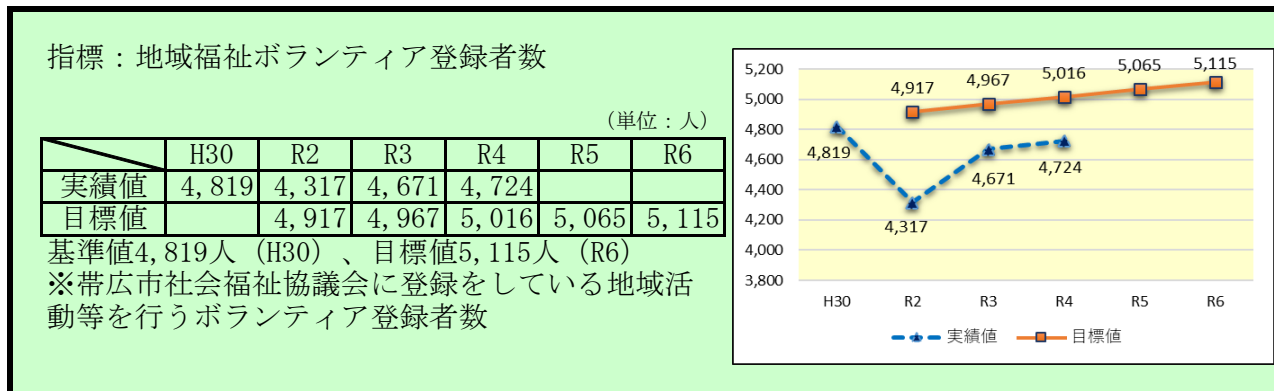 指標：地域福祉ボランティア登録者数
（単位：人）
H30 R2 R3 R4 R5 R6
実績値 4,819 4,317 4,671 4,724
目標値 4,917 4,967 5,016 5,065 5,115
基準値4,819人（H30）、目標値5,115人（R6）
※帯広市社会福祉協議会に登録をしている地域活
動等を行うボランティア登録者数
5,200
5,000
4,800
4,600
4,400
4,200
4,000
3,800
4,917 4,967 5,016 5,065 5,115
4,819 4,317 4,671 4,724
H30 R2 R3 R4 R5 R6
実績値 目標値